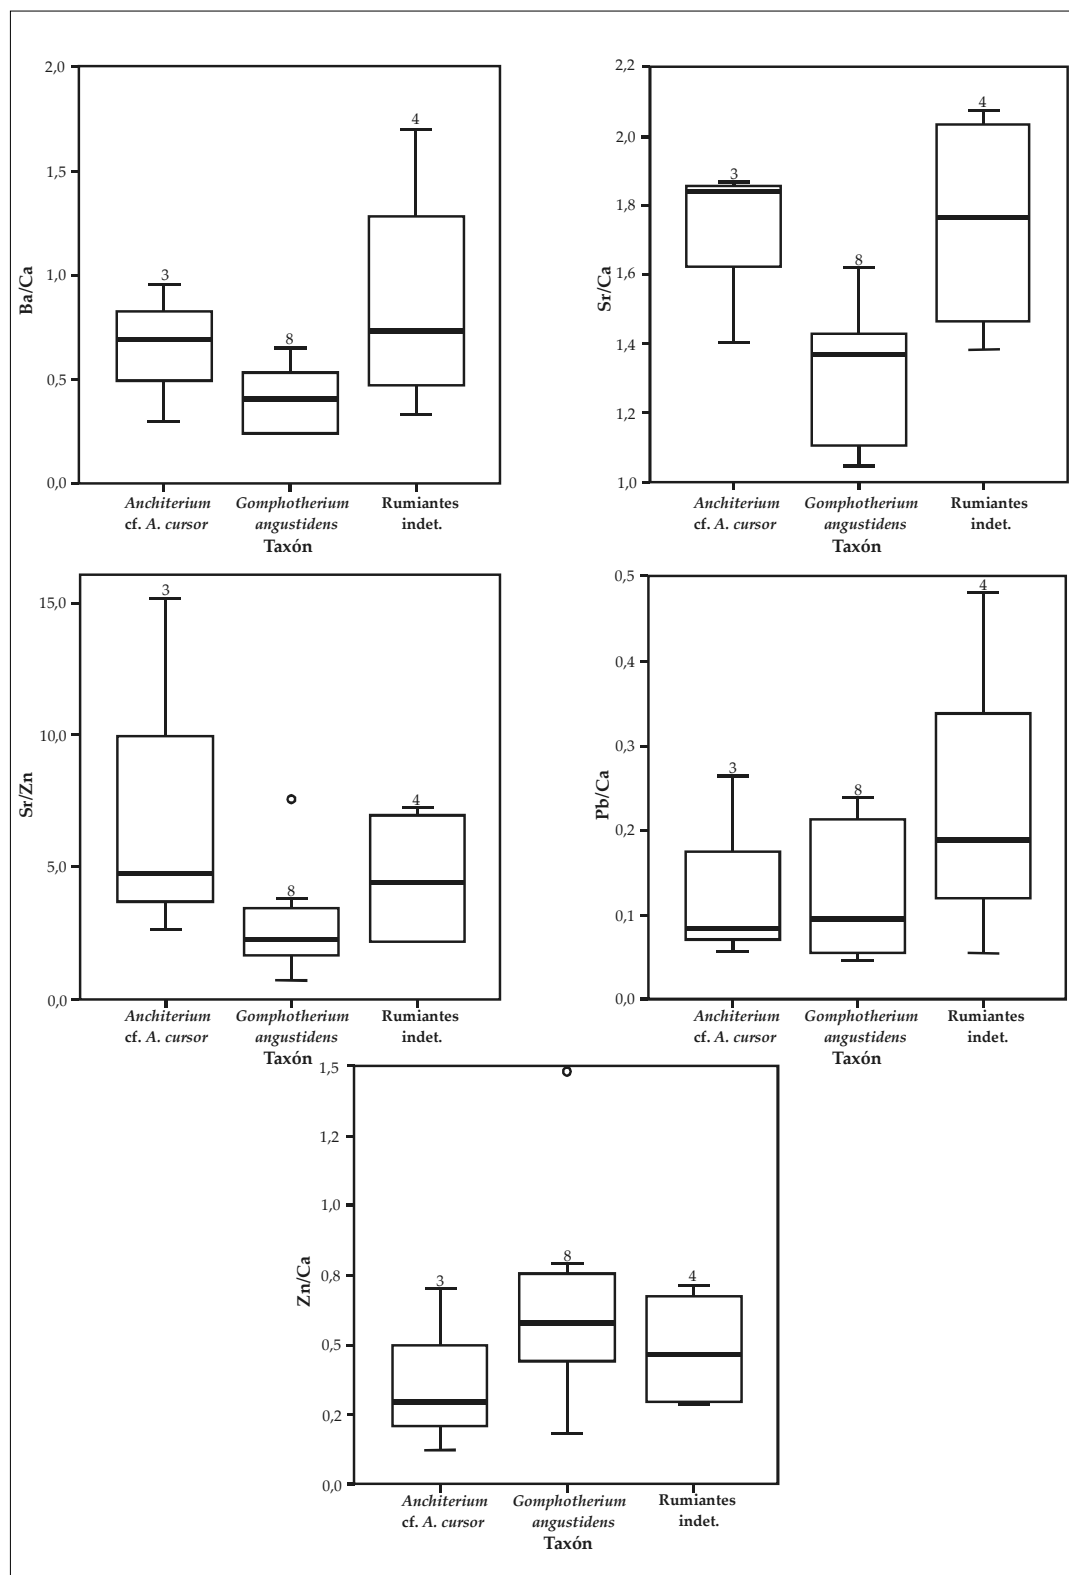 2,0
1,5
1,0
0,5
0,0
Ba/Ca
3
8
4
Anchiterium
cf. A. cursor
Gomphotherium
angustidens
Rumiantes
indet.
Taxón
2,2
2,0
1,8
1,6
1,4
1,2
1,0
Sr/Ca
3
8
4
Anchiterium
cf. A. cursor
Gomphotherium
angustidens
Rumiantes
indet.
Taxón
15,0
10,0
5,0
0,0
Sr/Zn
3
8
4
Anchiterium
cf. A. cursor
Gomphotherium
angustidens
Rumiantes
indet.
Taxón
0,5
0,4
0,3
0,2
0,1
0,0
Pb/Ca
3
8
4
Anchiterium
cf. A. cursor
Gomphotherium
angustidens
Rumiantes
indet.
Taxón
1,5
1,2
1,0
0,8
0,5
0,2
0,0
Zn/Ca
3
8
4
Anchiterium
cf. A. cursor
Gomphotherium
angustidens
Rumiantes
indet.
Taxón